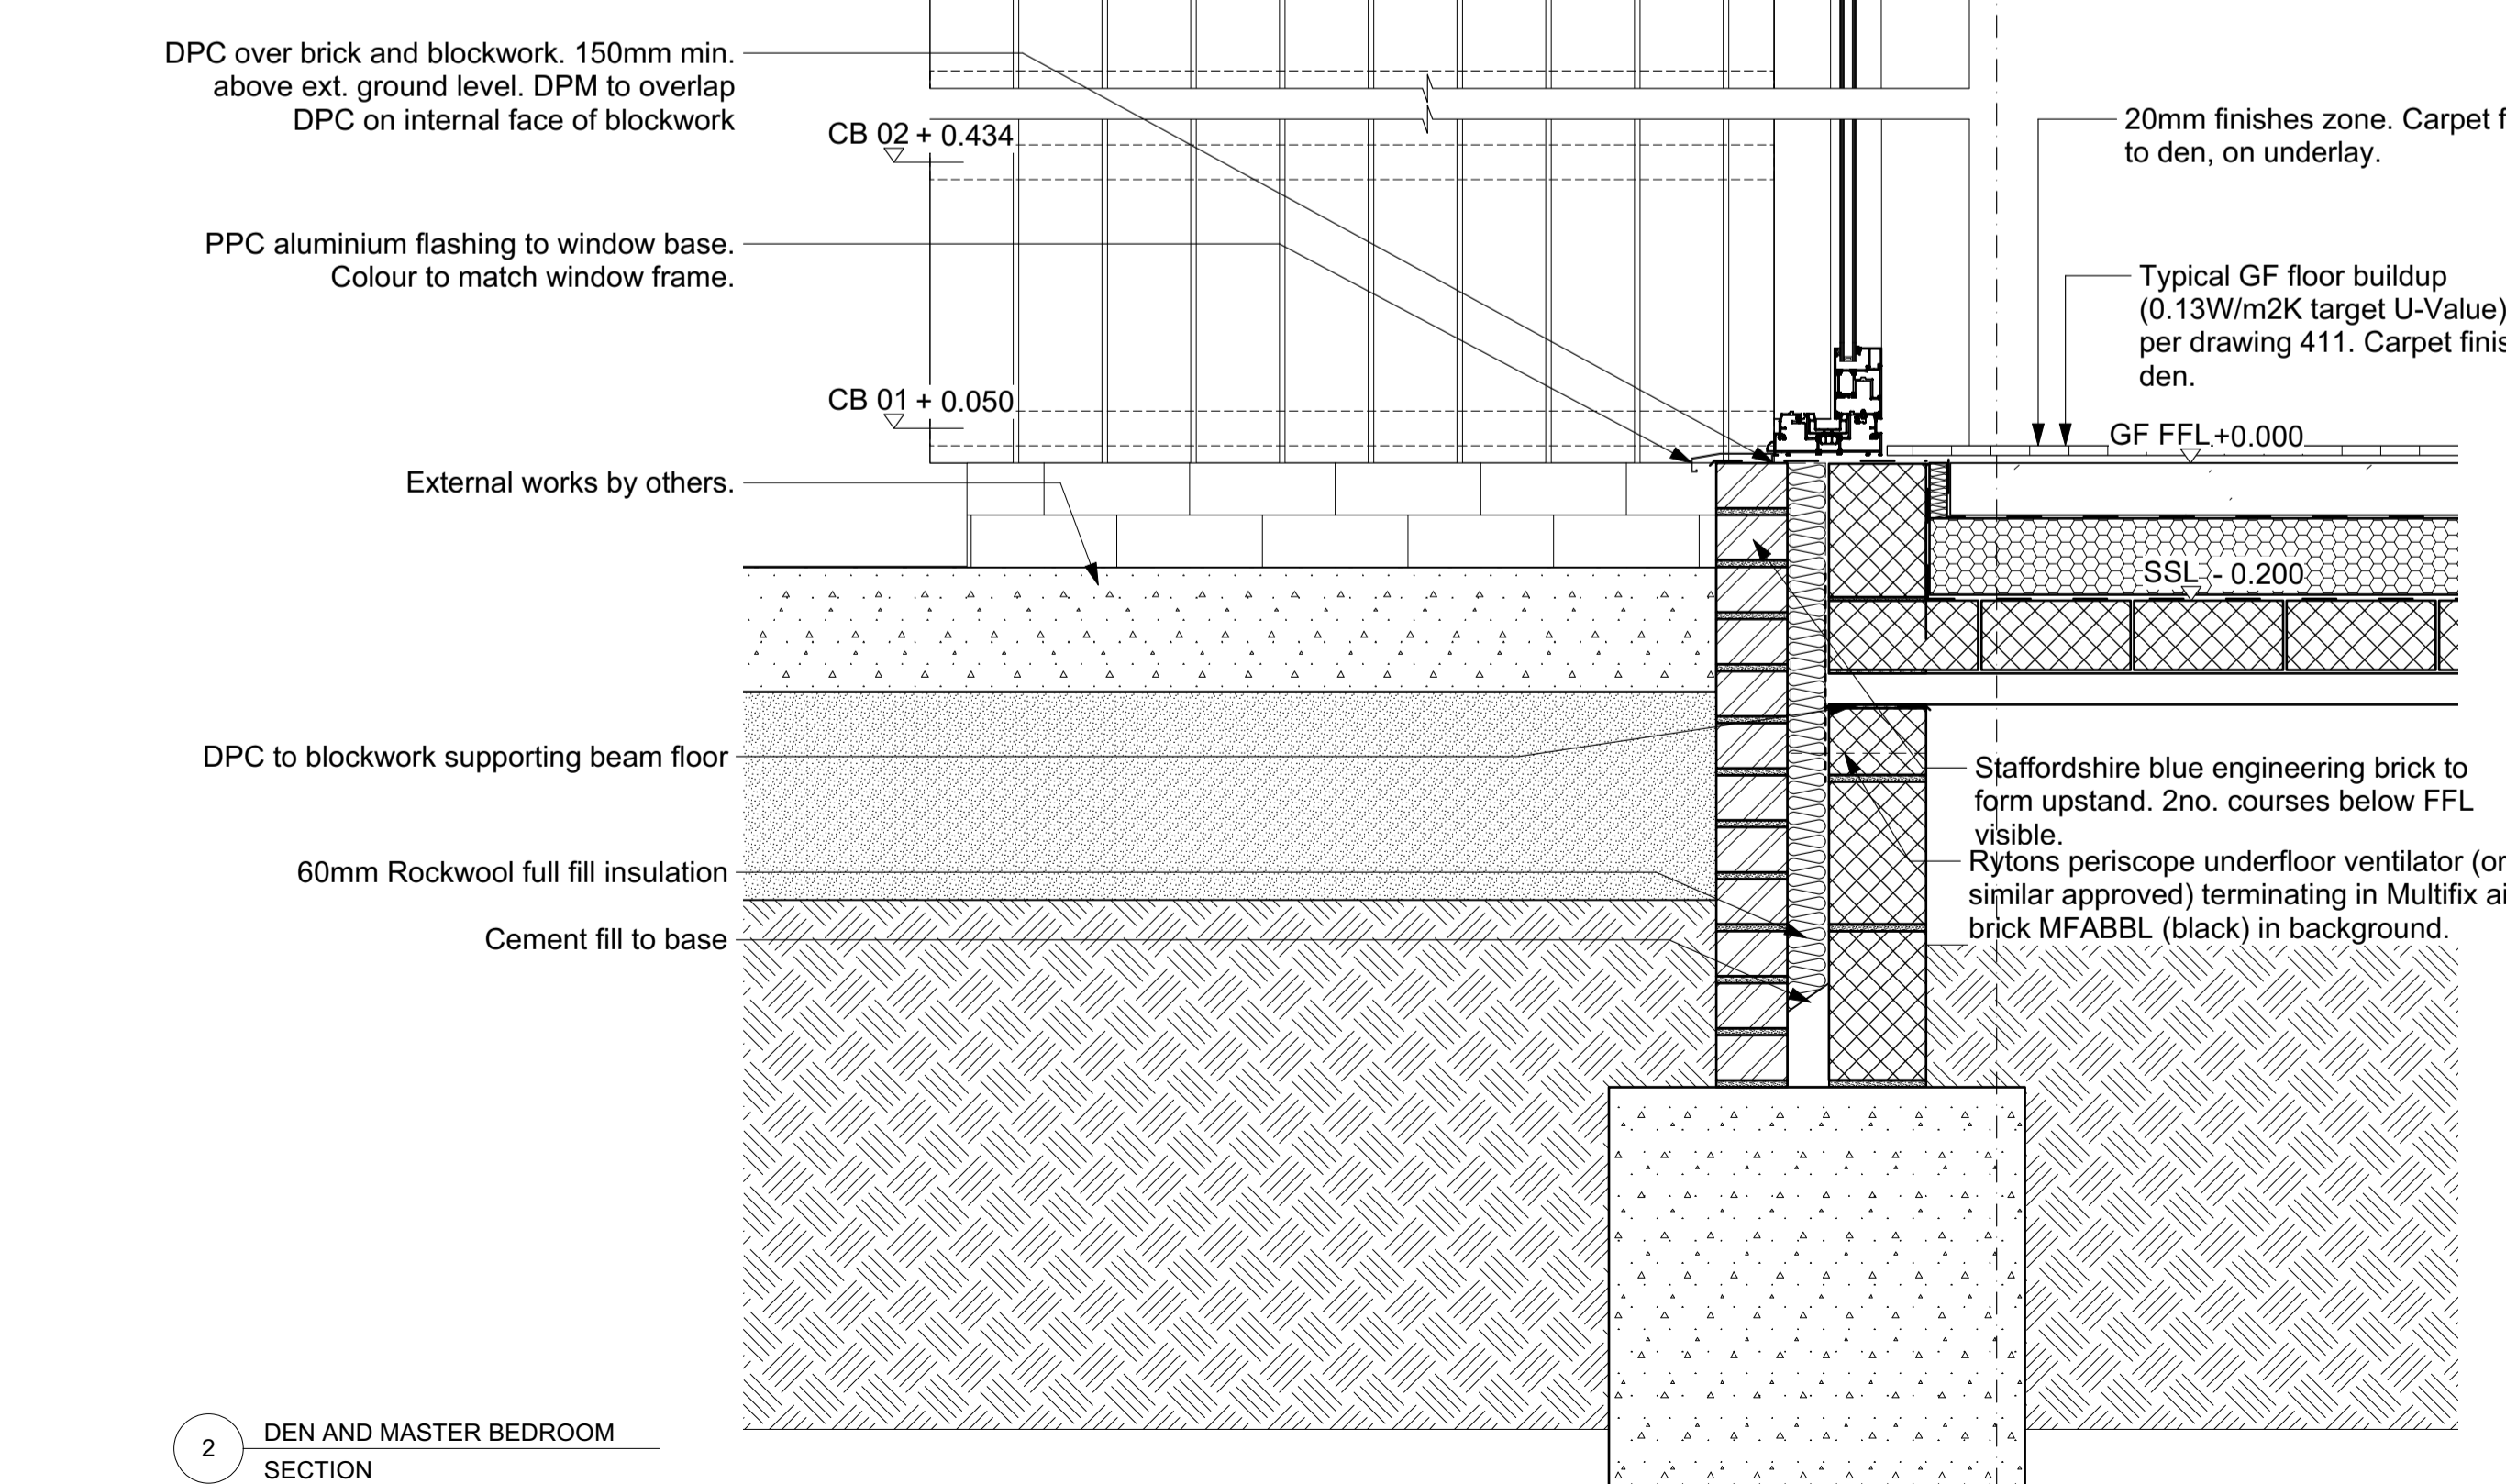 DPC over brick and blockwork. 150mm min.
above ext. ground level. DPM to overlap
DPC on internal face of blockwork
CB 02 + 0.434
20mm finishes zone. Carpet f
to den, on underlay.
PPC aluminium flashing to window base.
Colour to match window frame.
Typical GF floor buildup
(0.13W/m2K target U-Value)
per drawing 411. Carpet finis
den.
CB 01 + 0.050
GF FFL +0.000
External works by others.
SSL - 0.200
DPC to blockwork supporting beam floor
Staffordshire blue engineering brick to
form upstand. 2no. courses below FFL
visible.
60mm Rockwool full fill insulation
Rytons periscope underfloor ventilator (or
similar approved) terminating in Multifix ai
brick MFABBL (black) in background.
Cement fill to base
2
DEN AND MASTER BEDROOM
SECTION